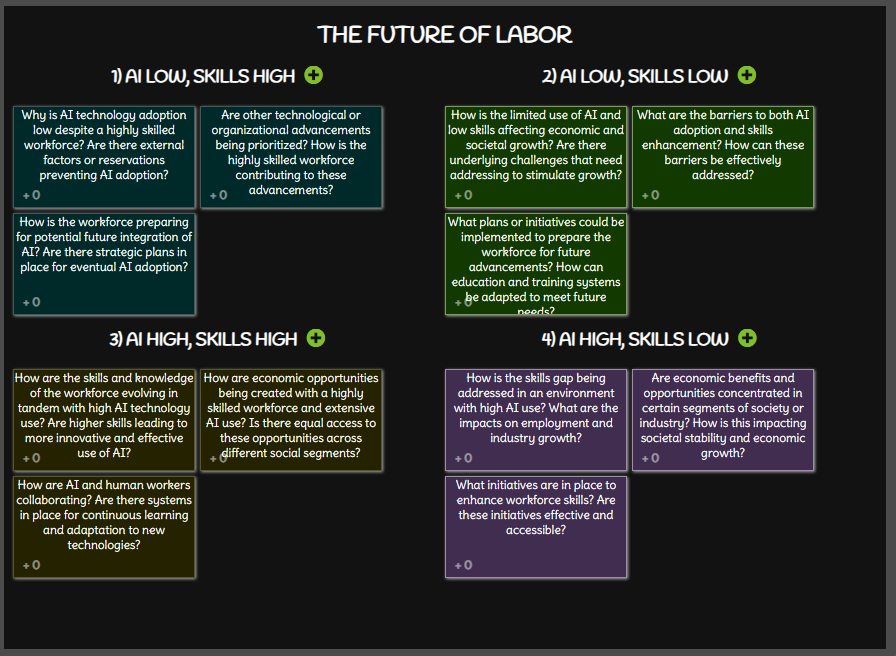 THE FUTURE OF LABOR
1) AI LOW, SKILLS HIGH
Why is AI technology adoption
low despite a highly skilled
workforce? Are there external
factors or reservations
preventing AI adoption?
+0
Are other technological or
organizational advancements
being prioritized? How is the
highly skilled workforce
contributing to these
advancements?
+0
How is the workforce preparing
for potential future integration of
AI? Are there strategic plans in
place for eventual AI adoption?
+0
2) AI LOW, SKILLS LOW
How is the limited use of AI and
low skills affecting economic and
societal growth? Are there
underlying challenges that need
addressing to stimulate growth?
+0
What are the barriers to both AI
adoption and skills
enhancement? How can these
barriers be effectively
addressed?
+0
What plans or initiatives could be
implemented to prepare the
workforce for future
advancements? How can
education and training systems
be adapted to meet future
needs?
+0
3) AI HIGH, SKILLS HIGH
How are the skills and knowledge
of the workforce evolving in
tandem with high AI technology
use? Are higher skills leading to
more innovative and effective
use of AI?
+0
How are economic opportunities
being created with a highly
skilled workforce and extensive
AI use? Is there equal access to
these opportunities across
different social segments?
+0
How are AI and human workers
collaborating? Are there systems
in place for continuous learning
and adaptation to new
technologies?
+0
4) AI HIGH, SKILLS LOW
How is the skills gap being
addressed in an environment
with high AI use? What are the
impacts on employment and
industry growth?
+0
Are economic benefits and
opportunities concentrated in
certain segments of society or
industry? How is this impacting
societal stability and economic
growth?
+0
What initiatives are in place to
enhance workforce skills? Are
these initiatives effective and
accessible?
+0